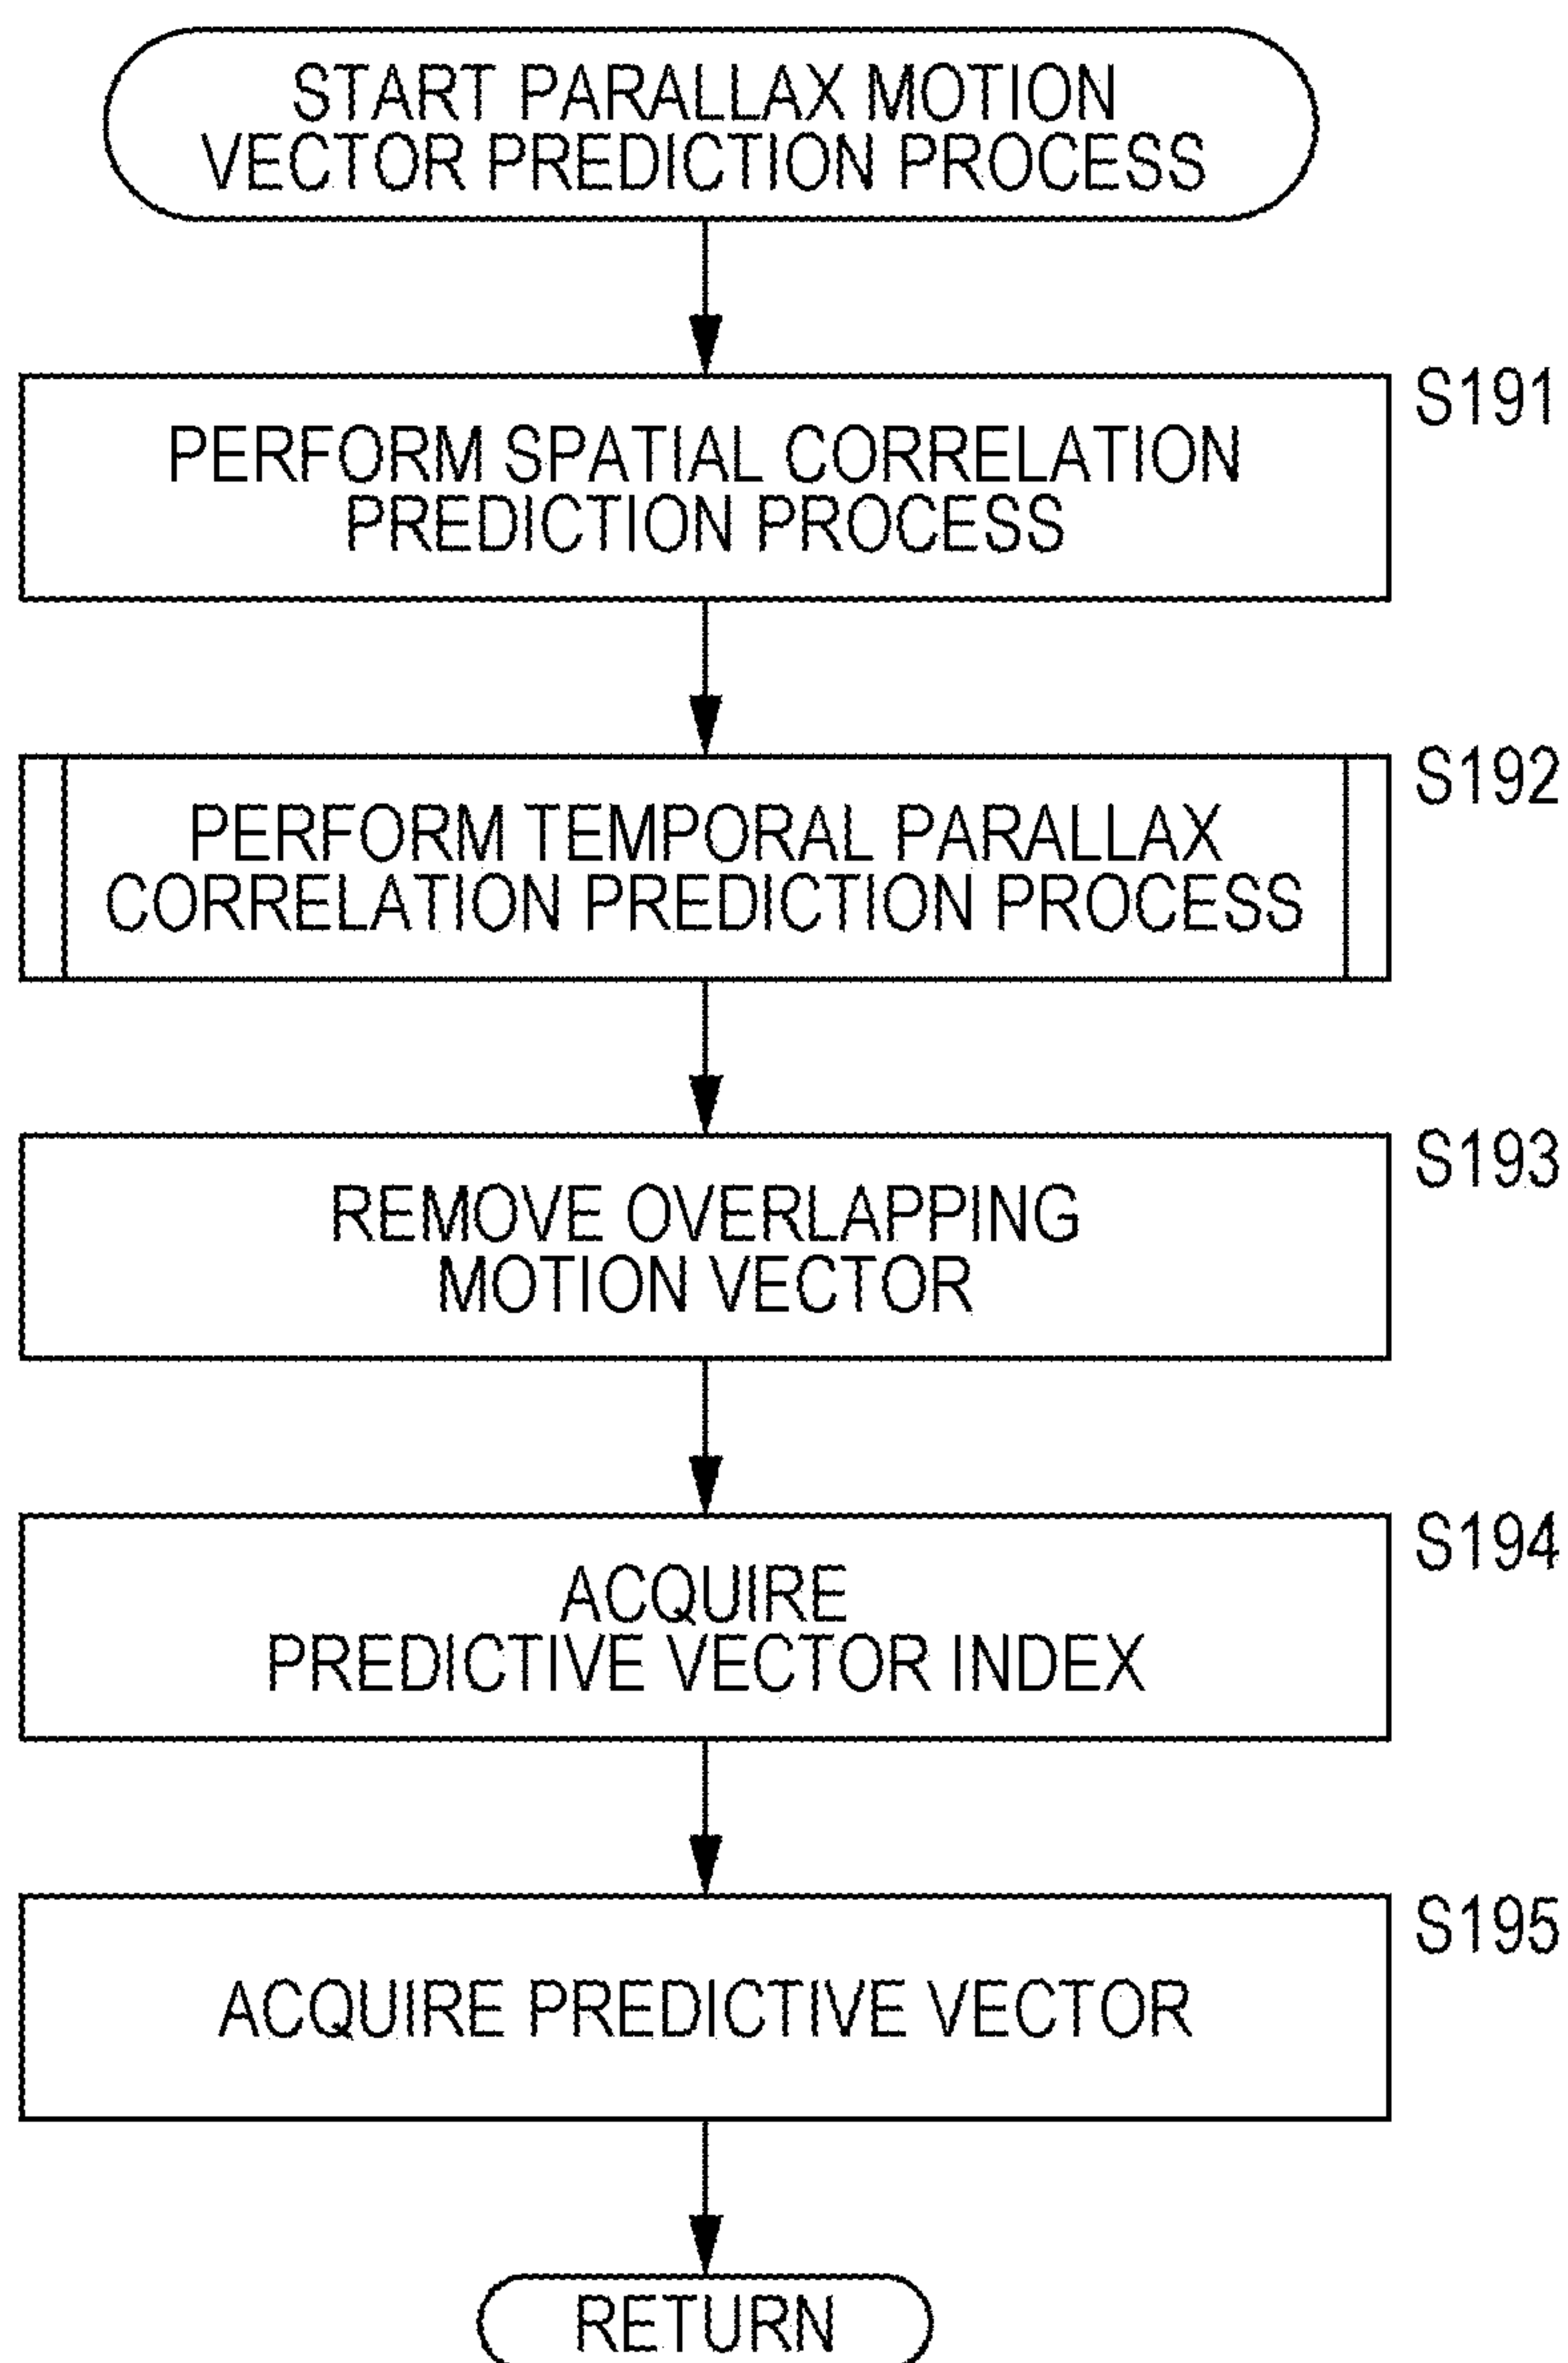 START PARALLAX MOTION
VECTOR PREDICTION PROCESS
S191
PERFORM SPATIAL CORRELATION
PREDICTION PROCESS
S192
PERFORM TEMPORAL PARALLAX
CORRELATION PREDICTION PROCESS
S193
REMOVE OVERLAPPING
MOTION VECTOR
S194
ACQUIRE
PREDICTIVE VECTOR INDEX
S195
ACQUIRE PREDICTIVE VECTOR
RETURN